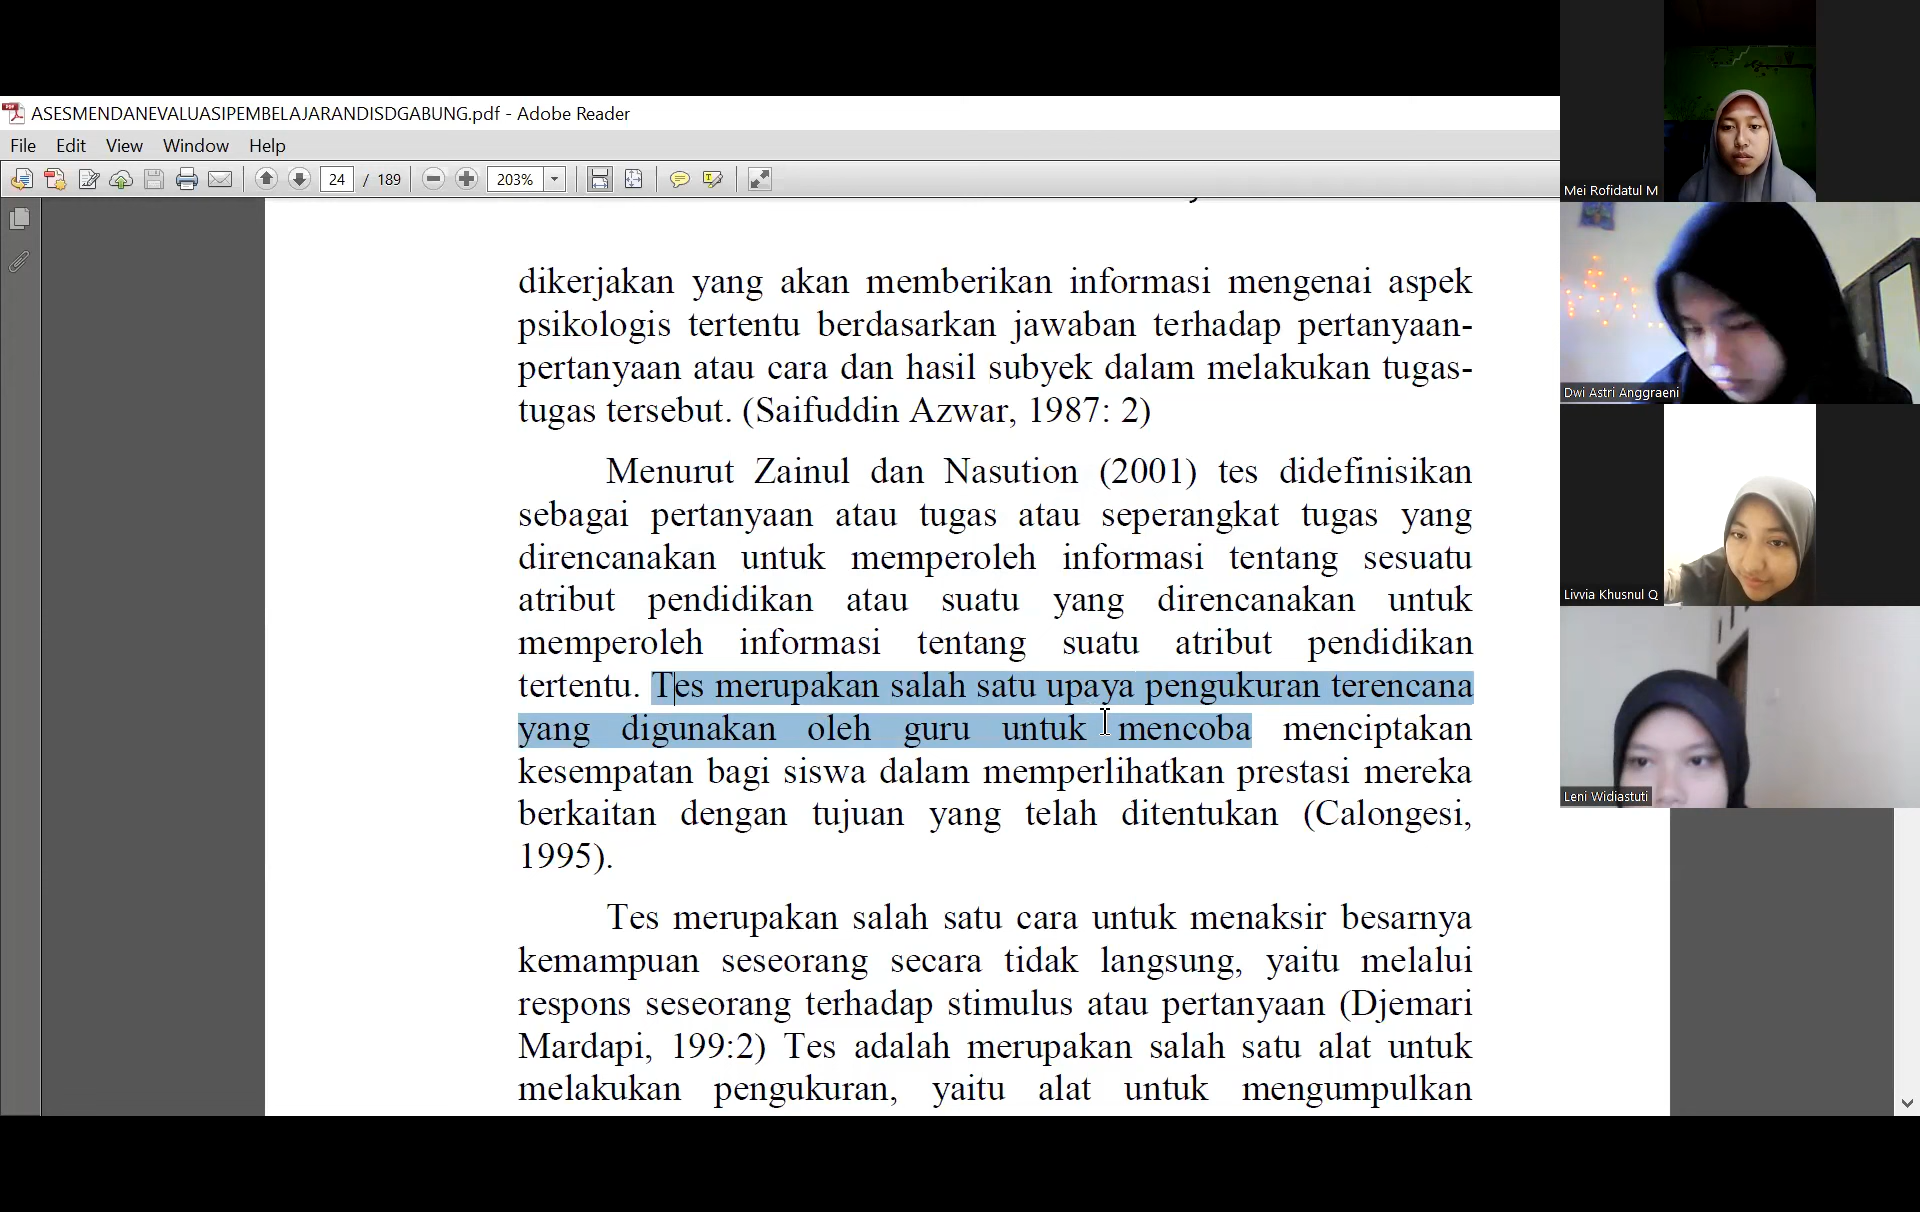 ASESMENDANEVALUASIPEMBELAJARANDISDGABUNG.pdf - Adobe Reader
File Edit View Window Help
24 / 189 203%
dikerjakan yang akan memberikan informasi mengenai aspek
psikologis tertentu berdasarkan jawaban terhadap pertanyaan-
pertanyaan atau cara dan hasil subyek dalam melakukan tugas-
tugas tersebut. (Saifuddin Azwar, 1987: 2)
Menurut Zainul dan Nasution (2001) tes didefinisikan
sebagai pertanyaan atau tugas atau seperangkat tugas yang
direncanakan untuk memperoleh informasi tentang sesuatu
atribut pendidikan atau suatu yang direncanakan untuk
memperoleh informasi tentang suatu atribut pendidikan
tertentu. Tes merupakan salah satu upaya pengukuran terencana
yang digunakan oleh guru untuk mencoba menciptakan
kesempatan bagi siswa dalam memperlihatkan prestasi mereka
berkaitan dengan tujuan yang telah ditentukan (Calongesi,
1995).
Tes merupakan salah satu cara untuk menaksir besarnya
kemampuan seseorang secara tidak langsung, yaitu melalui
respons seseorang terhadap stimulus atau pertanyaan (Djemari
Mardapi, 199:2) Tes adalah merupakan salah satu alat untuk
melakukan pengukuran, yaitu alat untuk mengumpulkan
Mei Rofidatul M
Dwi Astri Anggraeni
Livvia Khusnul Q
Leni Widiastuti